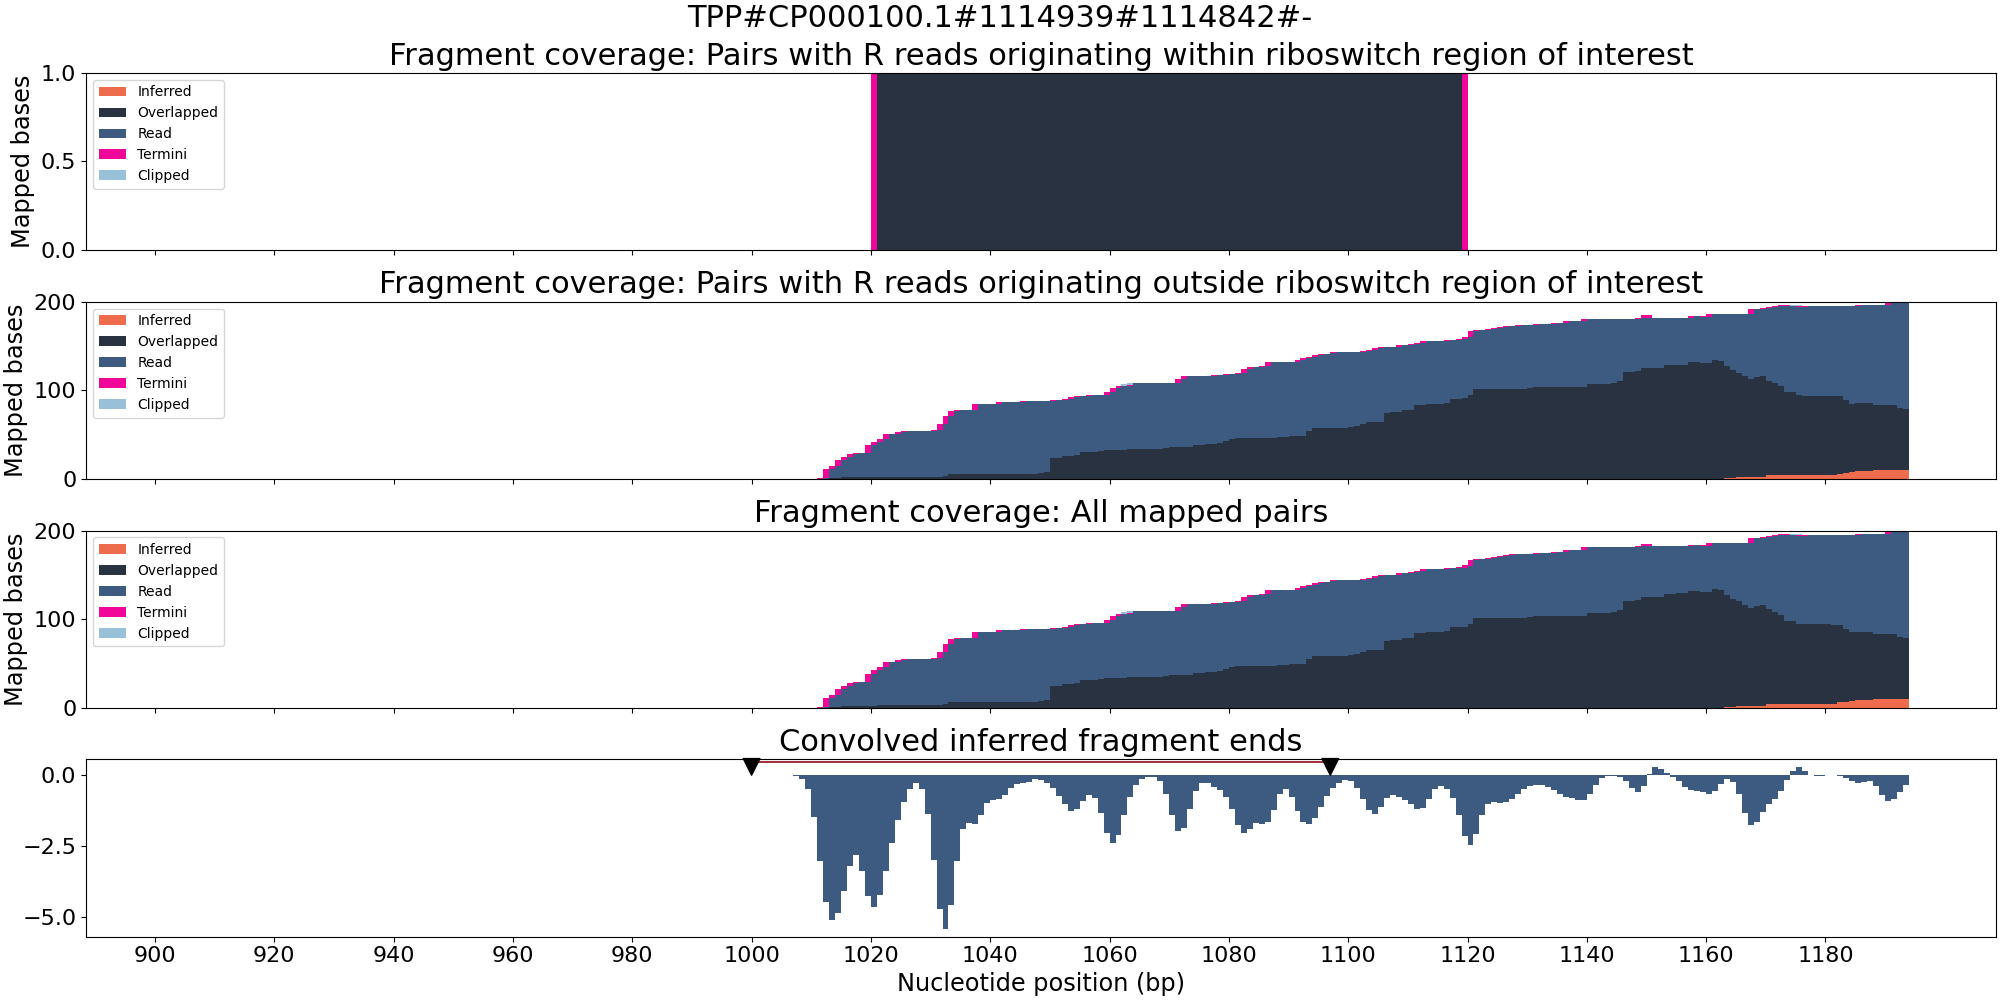 TPP#CP000100.1#1114939#1114842#-
Fragment coverage: Pairs with R reads originating within riboswitch region of interest
Mapped bases
1.0
0.5
0.0
Inferred
Overlapped
Read
Termini
Clipped
Fragment coverage: Pairs with R reads originating outside riboswitch region of interest
Mapped bases
200
100
0
Inferred
Overlapped
Read
Termini
Clipped
Fragment coverage: All mapped pairs
Mapped bases
200
100
0
Inferred
Overlapped
Read
Termini
Clipped
Convolved inferred fragment ends
0.0
−2.5
−5.0
900 920 940 960 980 1000 1020 1040 1060 1080 1100 1120 1140 1160 1180
Nucleotide position (bp)